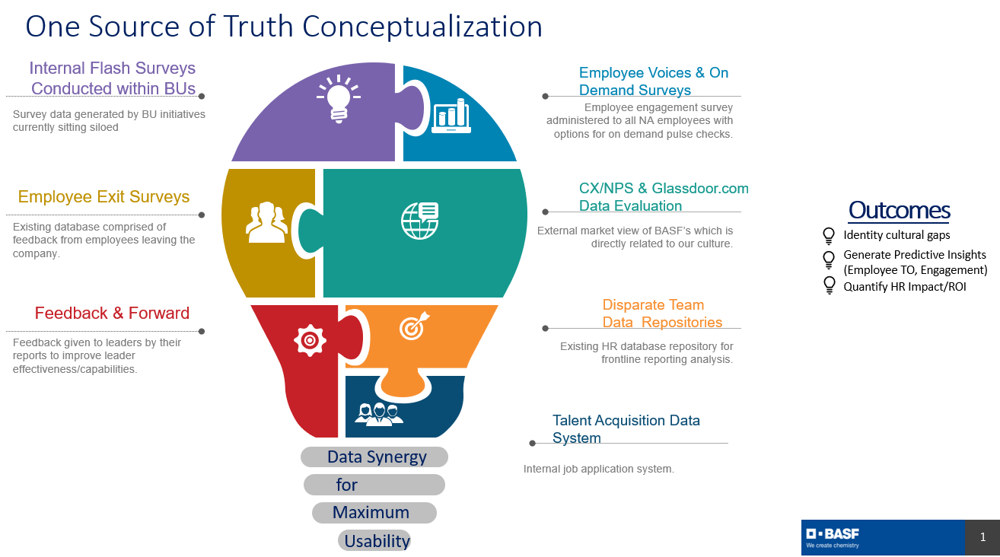 One Source of Truth Conceptualization
Internal Flash Surveys
Conducted within BUs
Survey data generated by BU initiatives
currently sitting siloed
Employee Exit Surveys
Existing database comprised of
feedback from employees leaving the
company.
Feedback & Forward
Feedback given to leaders by their
reports to improve leader
effectiveness/capabilities.
Employee Voices & On
Demand Surveys
Employee engagement survey
administered to all NA employees with
options for on demand pulse checks.
CX/NPS & Glassdoor.com
Data Evaluation
External market view of BASF's which is
directly related to our culture.
Disparate Team
Data Repositories
Existing HR database repository for
frontline reporting analysis.
Talent Acquisition Data
System
Internal job application system.
Data Synergy
for
Maximum
Usability
Outcomes
Identity cultural gaps
Generate Predictive Insights
(Employee TO, Engagement)
Quantify HR Impact/ROI
BASF
We create chemistry
1